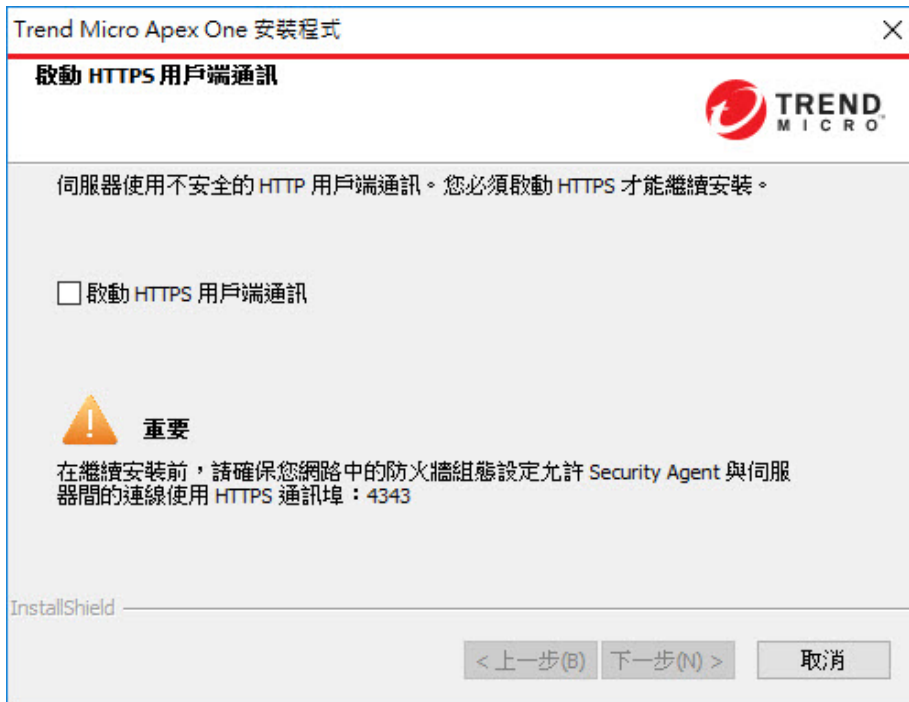 Trend Micro Apex One 安裝程式
啟動 HTTPS 用戶端通訊
TREND
MICRO
伺服器使用不安全的 HTTP 用戶端通訊。您必須啟動 HTTPS 才能繼續安裝。
啟動 HTTPS 用戶端通訊
重要
在繼續安裝前，請確保您網路中的防火牆組態設定允許 Security Agent 與伺服
器間的連線使用 HTTPS 通訊埠：4343
InstallShield
< 上一步(B) 下一步(N) > 取消